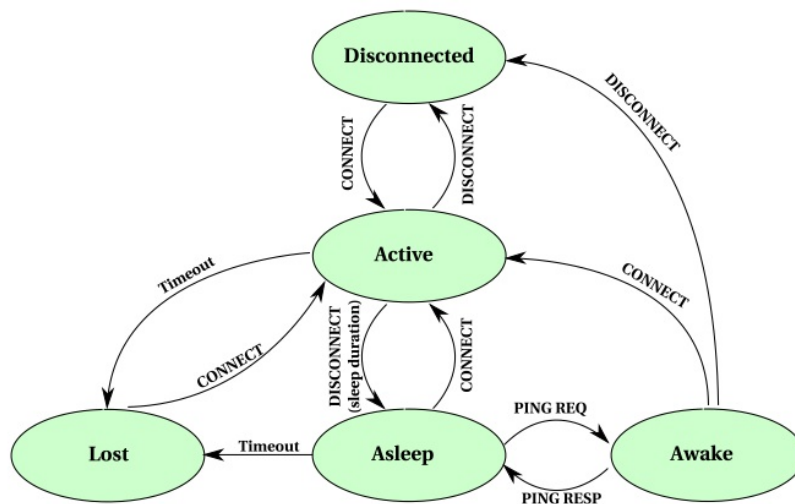 Disconnected
DISCONNECT
CONNECT
DISCONNECT
Active
Timeout
CONNECT
CONNECT
DISCONNECT
(sleep duration)
CONNECT
PING REQ
Lost
Timeout
Asleep
Awake
PING RESP